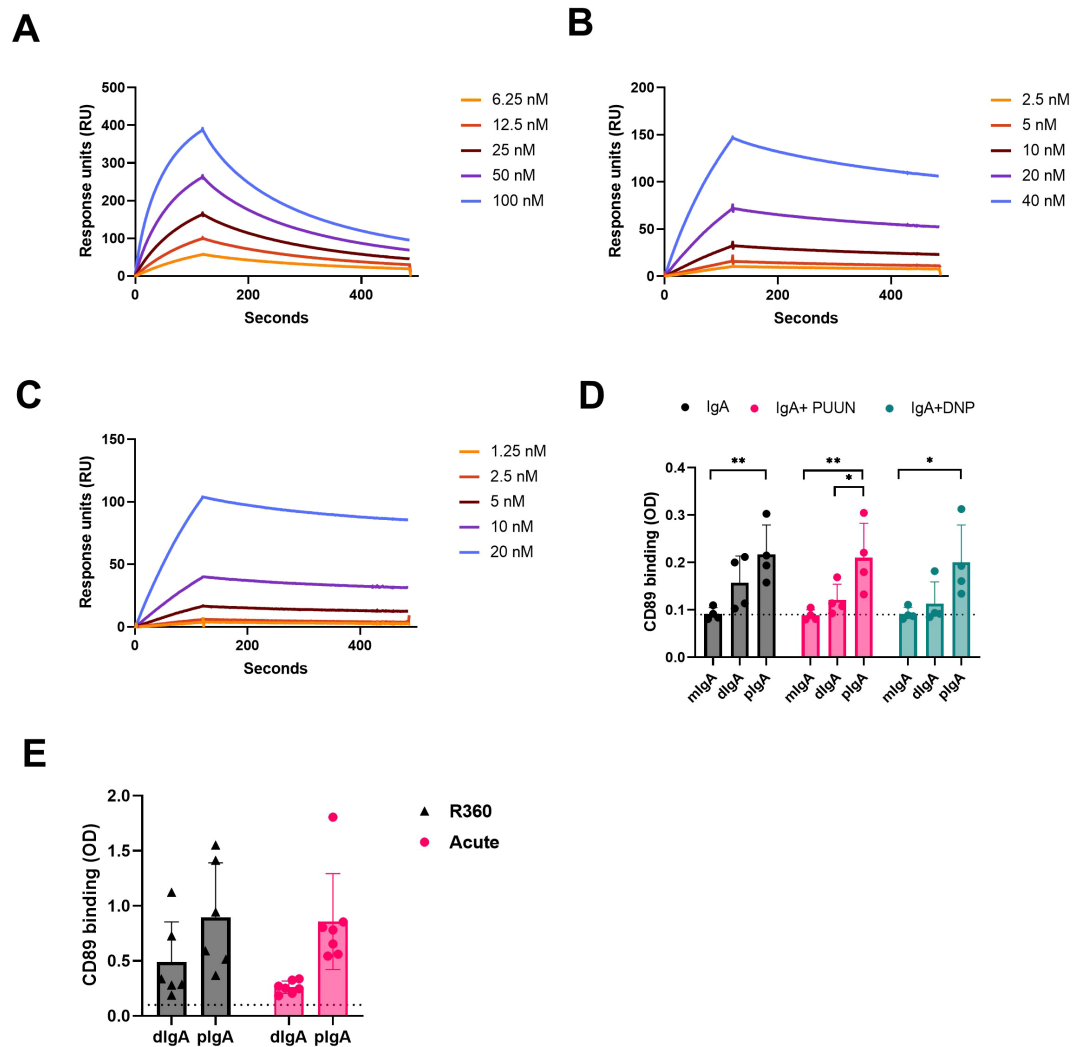 A
Response units (RU)
500
400
300
200
100
0
0 200 400
Seconds
6.25 nM
12.5 nM
25 nM
50 nM
100 nM
B
Response units (RU)
200
150
100
50
0
0 200 400
Seconds
2.5 nM
5 nM
10 nM
20 nM
40 nM
C
Response units (RU)
150
100
50
0
0 200 400
Seconds
1.25 nM
2.5 nM
5 nM
10 nM
20 nM
D
IgA IgA+ PUUN IgA+DNP
CD89 binding (OD)
0.4
0.3
0.2
0.1
0.0
** ** * *
mIgA dIgA pIgA mIgA dIgA pIgA mIgA dIgA pIgA
E
CD89 binding (OD)
2.0
1.5
1.0
0.5
0.0
dIgA pIgA dIgA pIgA
R360
Acute